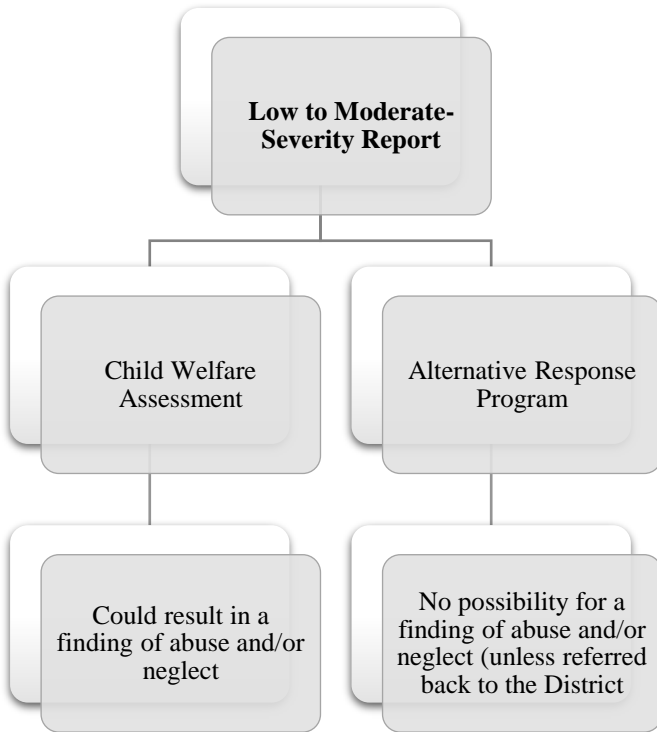 Low to Moderate-
Severity Report
Child Welfare
Assessment
Alternative Response
Program
Could result in a
finding of abuse and/or
neglect
No possibility for a
finding of abuse and/or
neglect (unless referred
back to the District